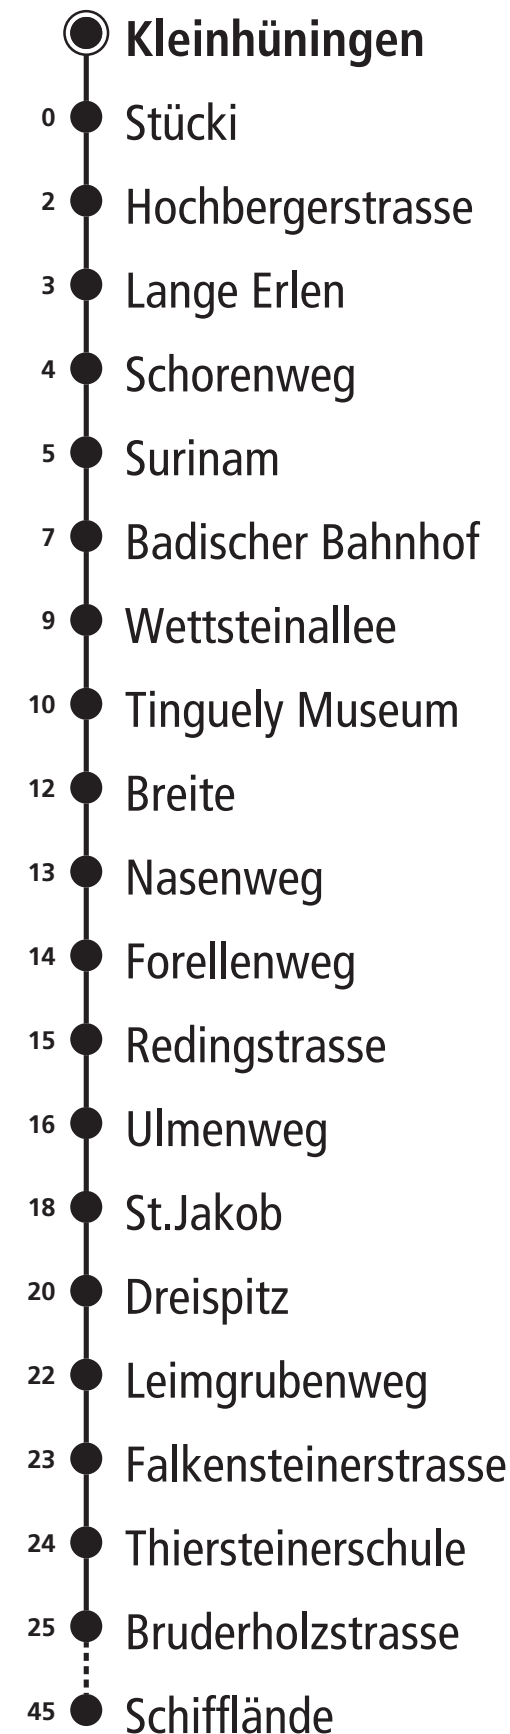 Kleinhüningen
0 Stücki
2 Hochbergerstrasse
3 Lange Erlen
4 Schorenweg
5 Surinam
7 Badischer Bahnhof
9 Wettsteinallee
10 Tinguely Museum
12 Breite
13 Nasenweg
14 Forellenweg
15 Redingstrasse
16 Ulmenweg
18 St.Jakob
20 Dreispitz
22 Leimgrubenweg
23 Falkensteinerstrasse
24 Thiersteinerschule
25 Bruderholzstrasse
45 Schifflände